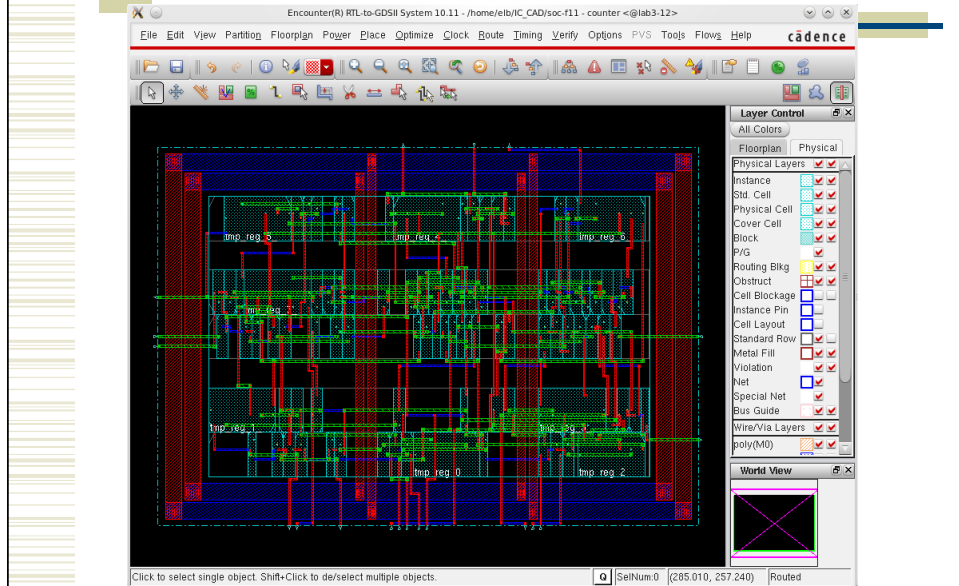 Encounter(R) RTL-to-GDSII System 10.11 - /home/elb/IC_CAD/soc-f11 - counter <@lab3-12>
File Edit View Partition Floorplan Power Place Optimize Clock Route Timing Verify Options PVS Tools Flows Help cādence
Layer Control
All Colors
Floorplan Physical
Physical Layers
Instance
Std. Cell
Physical Cell
Cover Cell
Block
P/G
Routing Blkg
Obstruct
Cell Blockage
Instance Pin
Cell Layout
Standard Row
Metal Fill
Violation
Net
Special Net
Bus Guide
Wire/Via Layers
poly(M0)
World View
tmp_reg_6
tmp_reg_1
tmp_reg_0 tmp_reg_2
Click to select single object. Shift+Click to de/select multiple objects. Q SelNum:0 (285.010, 257.240) Routed